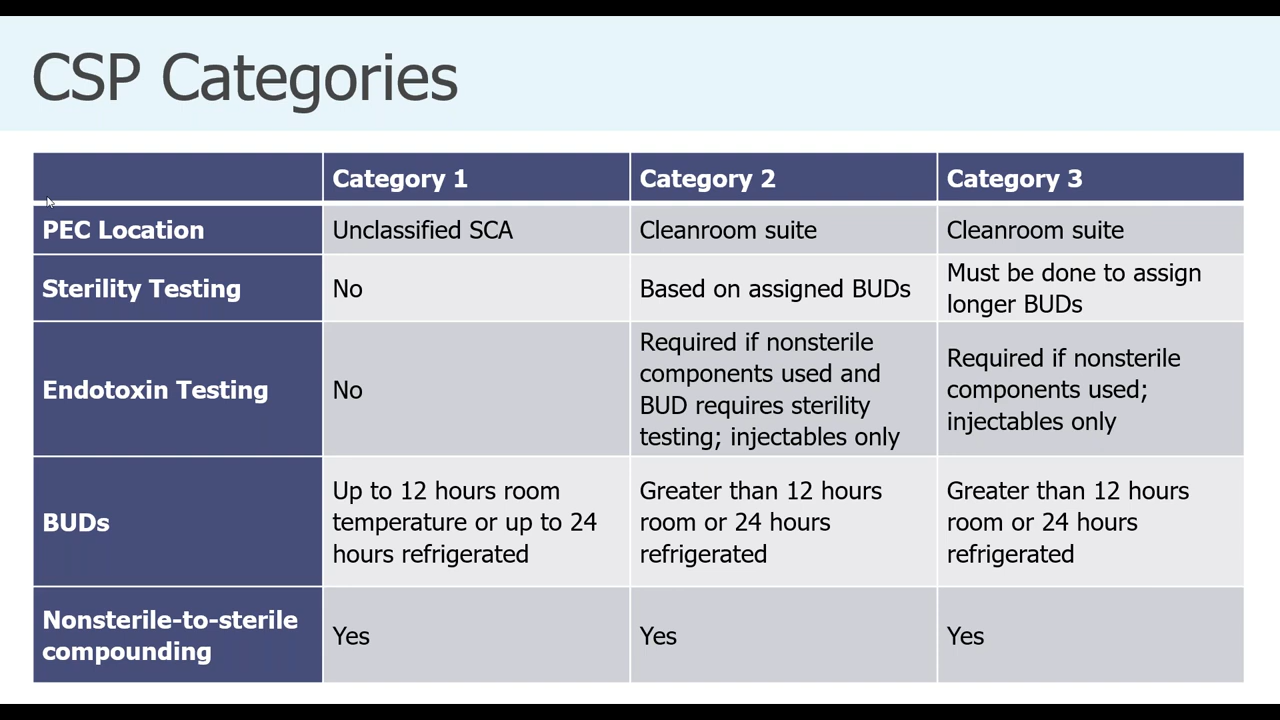 CSP Categories
Category 1
Category 2
Category 3
PEC Location
Unclassified SCA
Cleanroom suite
Cleanroom suite
Sterility Testing
No
Based on assigned BUDs
Must be done to assign
longer BUDs
Endotoxin Testing
No
Required if nonsterile
components used and
BUD requires sterility
testing; injectables only
Required if nonsterile
components used;
injectables only
BUDs
Up to 12 hours room
temperature or up to 24
hours refrigerated
Greater than 12 hours
room or 24 hours
refrigerated
Greater than 12 hours
room or 24 hours
refrigerated
Nonsterile-to-sterile
compounding
Yes
Yes
Yes